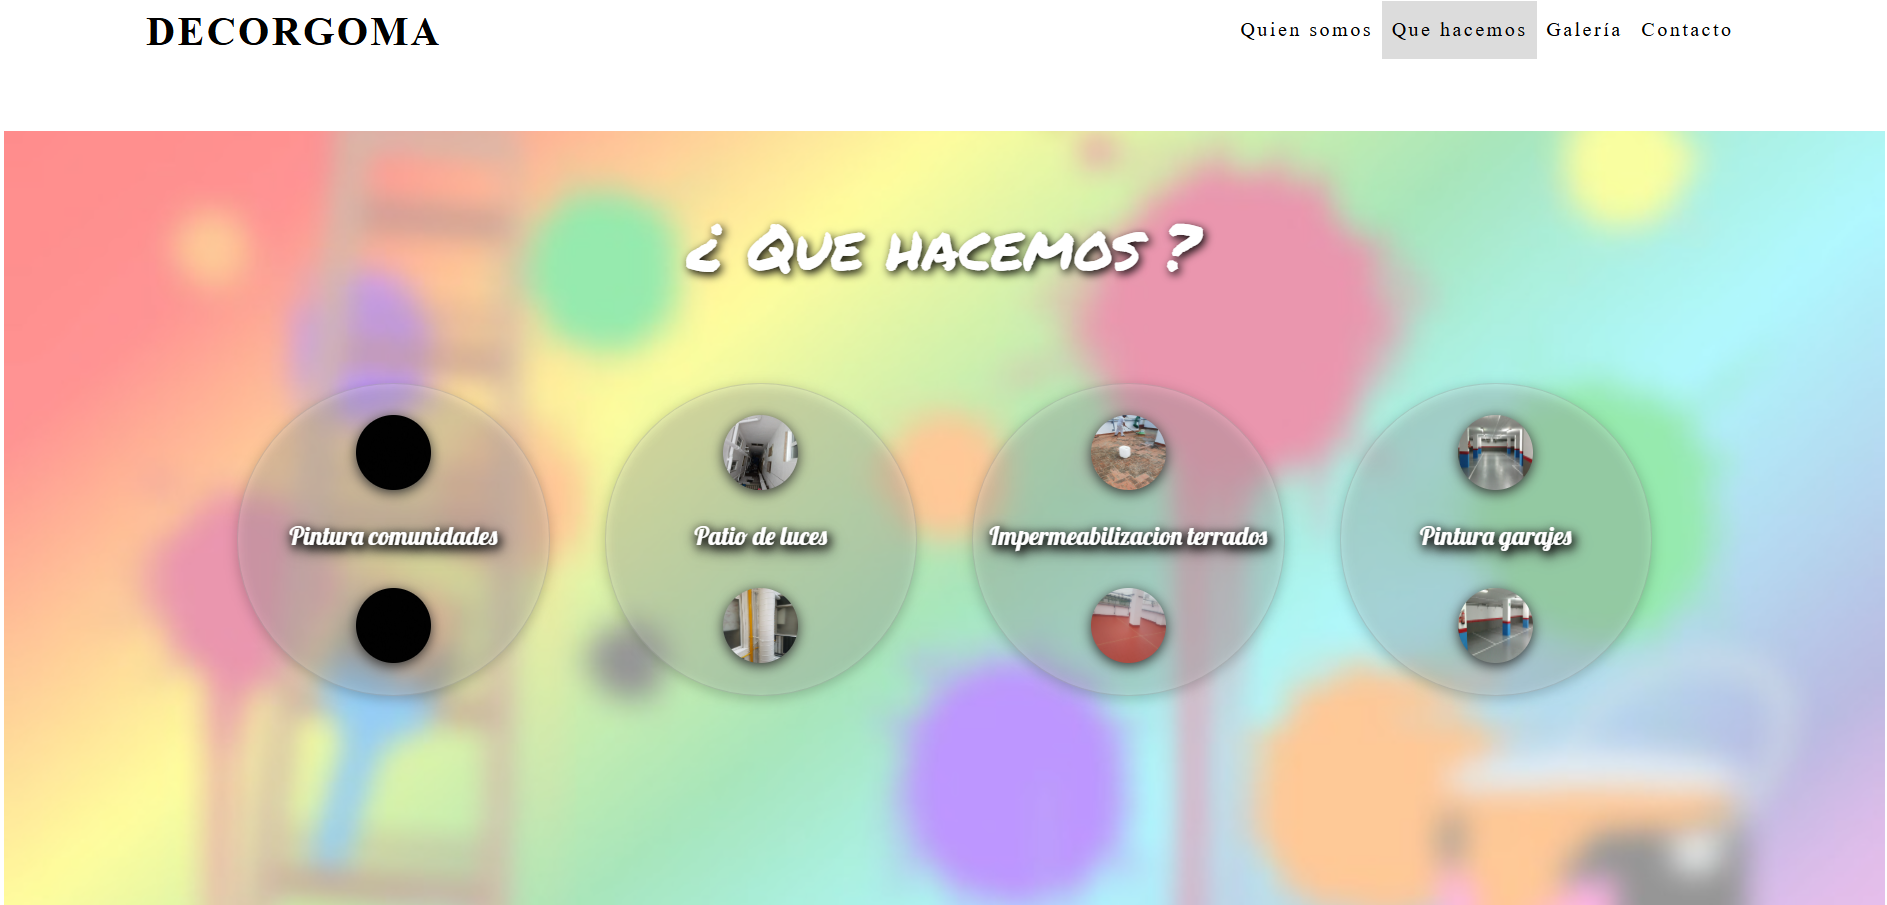 DECORGOMA
Quien somos Que hacemos Galería Contacto
¿ Que hacemos ?
Pintura comunidades
Patio de luces
Impermeabilizacion terrados
Pintura garajes